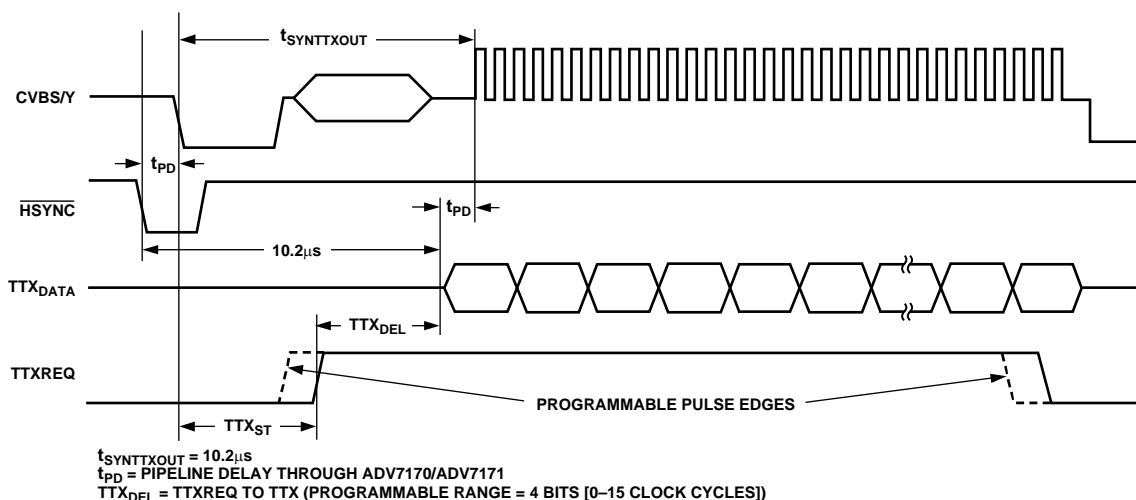 tSYNTTXOUT
CVBS/Y
tPD
HSYNC
tPD
10.2μs
TTXDATA
TTXDEL
TTXREQ
PROGRAMMABLE PULSE EDGES
TTXST
tSYNTTXOUT = 10.2μs
tPD = PIPELINE DELAY THROUGH ADV7170/ADV7171
TTXDEL = TTXREQ TO TTX (PROGRAMMABLE RANGE = 4 BITS [0–15 CLOCK CYCLES])